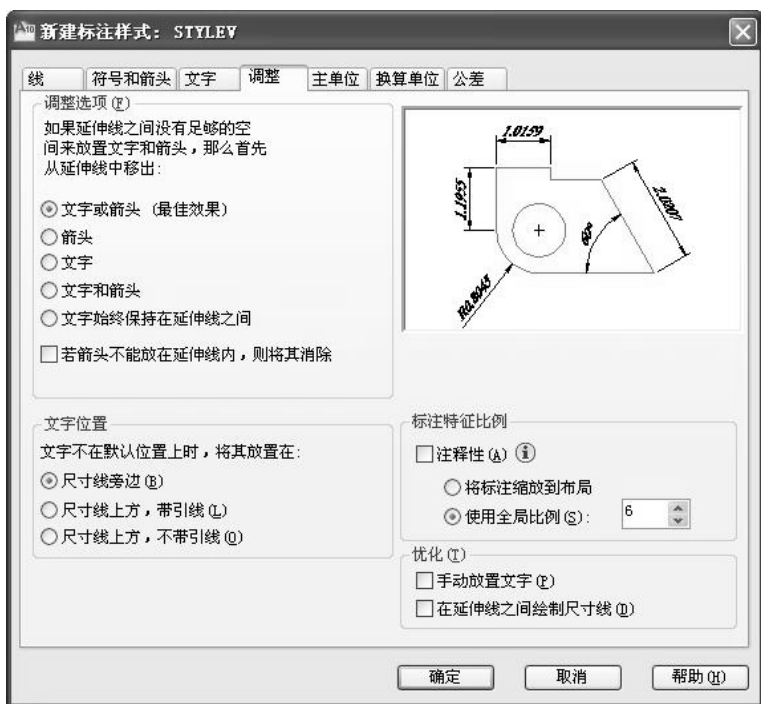 新建标注样式: STYLEV
线 符号和箭头 文字 调整 主单位 换算单位 公差
调整选项(F)
如果延伸线之间没有足够的空
间来放置文字和箭头，那么首先
从延伸线中移出:
文字或箭头 (最佳效果)
箭头
文字
文字和箭头
文字始终保持在延伸线之间
若箭头不能放在延伸线内，则将其消除
1.0159
1.1955
2.0207
60°
R0.8045
文字位置
文字不在默认位置上时，将其放置在:
尺寸线旁边(B)
尺寸线上方，带引线(L)
尺寸线上方，不带引线(O)
标注特征比例
注释性(A)
将标注缩放到布局
使用全局比例(S): 6
优化(T)
手动放置文字(P)
在延伸线之间绘制尺寸线(D)
确定 取消 帮助(H)